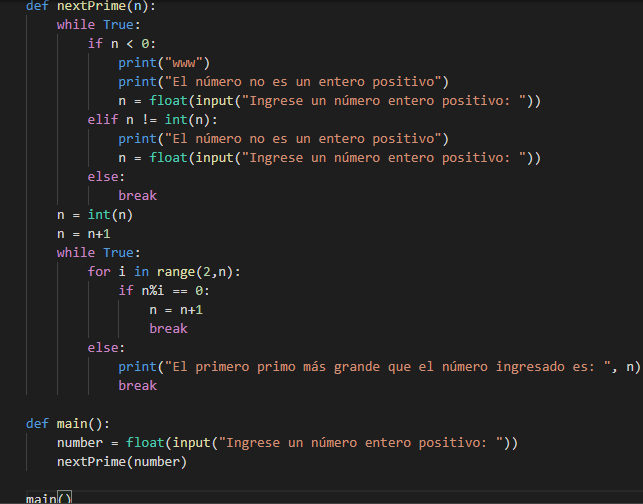 def nextPrime(n):
    while True:
        if n < 0:
            print("www")
            print("El número no es un entero positivo")
            n = float(input("Ingrese un número entero positivo: "))
        elif n != int(n):
            print("El número no es un entero positivo")
            n = float(input("Ingrese un número entero positivo: "))
        else:
            break
    n = int(n)
    n = n+1
    while True:
        for i in range(2,n):
            if n%i == 0:
                n = n+1
                break
        else:
            print("El primero primo más grande que el número ingresado es: ", n)
            break
def main():
    number = float(input("Ingrese un número entero positivo: "))
    nextPrime(number)
main()